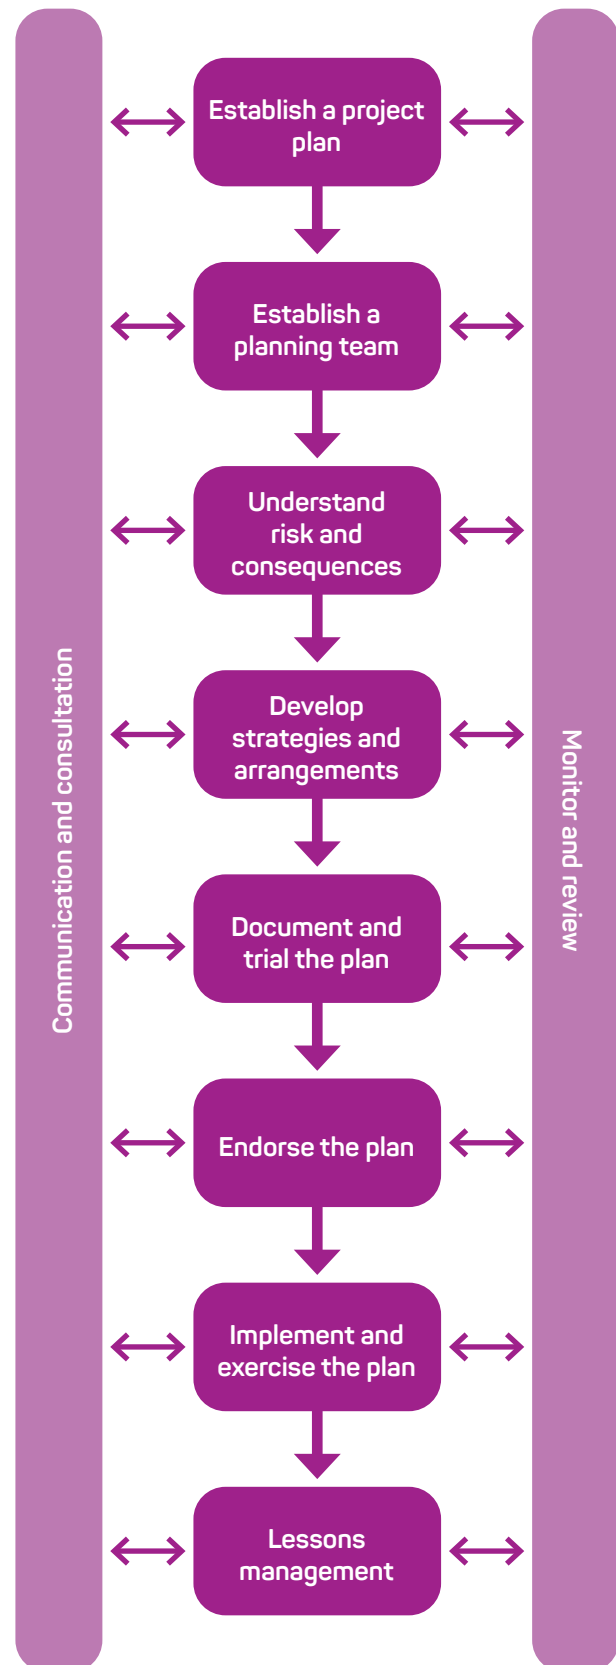 Establish a project
plan
Establish a
planning team
Understand
risk and
consequences
Develop
strategies and
arrangements
Document and
trial the plan
Endorse the plan
Implement and
exercise the plan
Lessons
management
Communication and consultation
Monitor and review